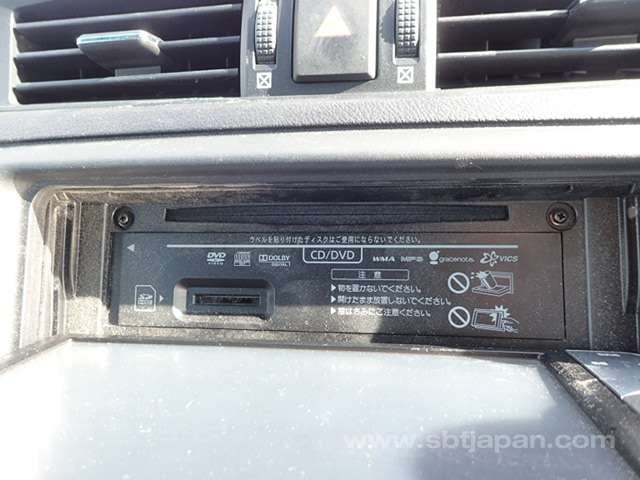 ラベルを貼り付けたディスクはご使用にならないでください。
DVD VIDEO
DOLBY DIGITAL
CD/DVD
WMA
MP3
gracenote.
VICS
注 意
▶物を置かないでください。
▶開けたまま放置しないでください。
▶指はさみにご注意ください。
SD
www.sbtjapan.com